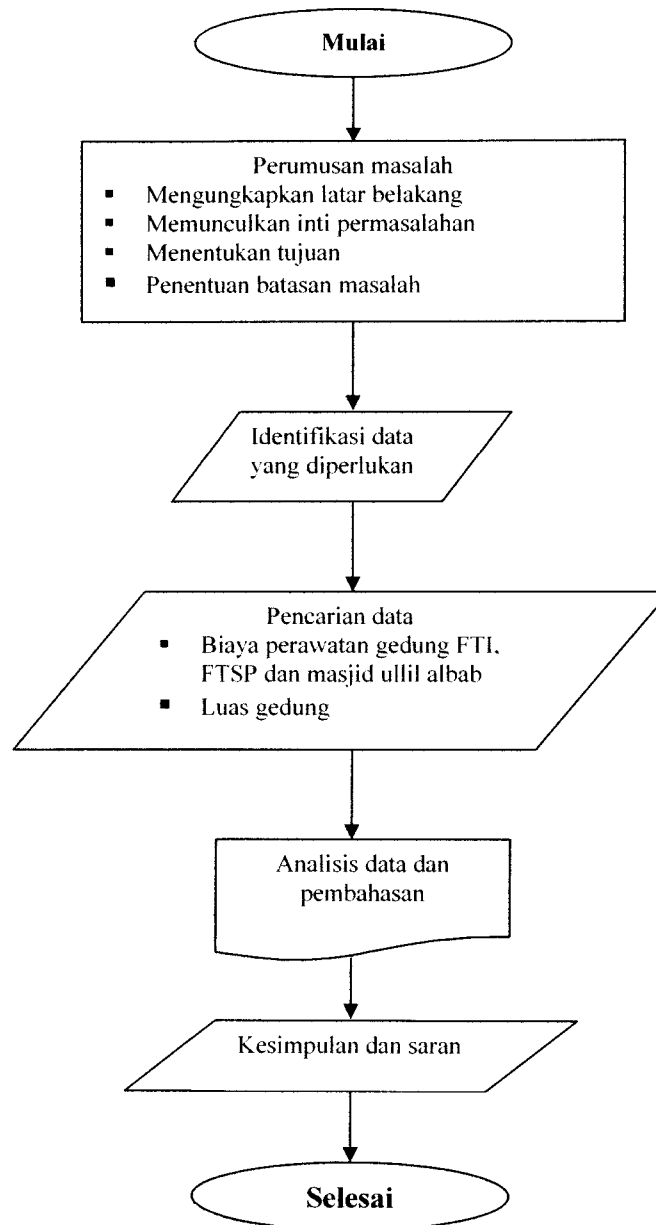 Mulai
Perumusan masalah
▪ Mengungkapkan latar belakang
▪ Memunculkan inti permasalahan
▪ Menentukan tujuan
▪ Penentuan batasan masalah
Identifikasi data
yang diperlukan
Pencarian data
▪ Biaya perawatan gedung FTI,
FTSP dan masjid ullil albab
▪ Luas gedung
Analisis data dan
pembahasan
Kesimpulan dan saran
Selesai